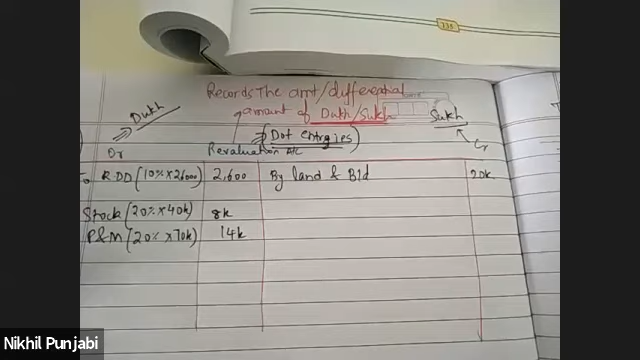 135
Records The amt/differential
amount of Dukh/Sukh
Dukh
Sukh
(Dot entries)
Dr
Revaluation A/c
Cr
To RDD (10% x 26000) 2,600 By land & Bld 20k
Stock (20% x 40k) 8k
P&M (20% x 70k) 14k
Nikhil Punjabi